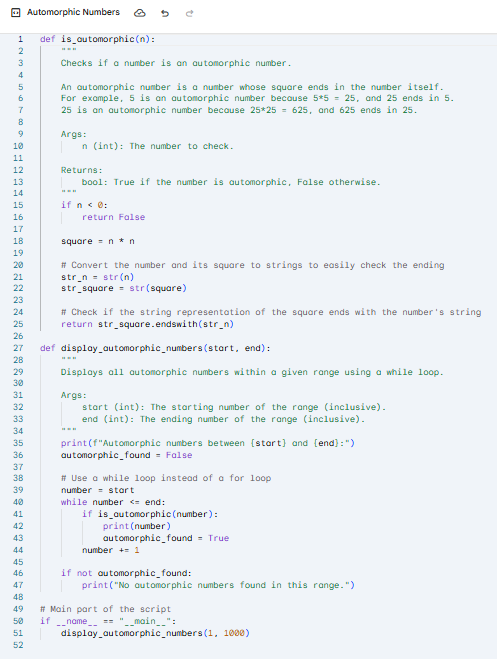 Automorphic Numbers
1 def is_automorphic(n):
2 """
3 Checks if a number is an automorphic number.
4
5 An automorphic number is a number whose square ends in the number itself.
6 For example, 5 is an automorphic number because 5*5 = 25, and 25 ends in 5.
7 25 is an automorphic number because 25*25 = 625, and 625 ends in 25.
8
9 Args:
10 n (int): The number to check.
11
12 Returns:
13 bool: True if the number is automorphic, False otherwise.
14 """
15 if n < 0:
16 return False
17
18 square = n * n
19
20 # Convert the number and its square to strings to easily check the ending
21 str_n = str(n)
22 str_square = str(square)
23
24 # Check if the string representation of the square ends with the number's string
25 return str_square.endswith(str_n)
26
27 def display_automorphic_numbers(start, end):
28 """
29 Displays all automorphic numbers within a given range using a while loop.
30
31 Args:
32 start (int): The starting number of the range (inclusive).
33 end (int): The ending number of the range (inclusive).
34 """
35 print(f"Automorphic numbers between {start} and {end}:")
36 automorphic_found = False
37
38 # Use a while loop instead of a for loop
39 number = start
40 while number <= end:
41 if is_automorphic(number):
42 print(number)
43 automorphic_found = True
44 number += 1
45
46 if not automorphic_found:
47 print("No automorphic numbers found in this range.")
48
49 # Main part of the script
50 if __name__ == "__main__":
51 display_automorphic_numbers(1, 1000)
52